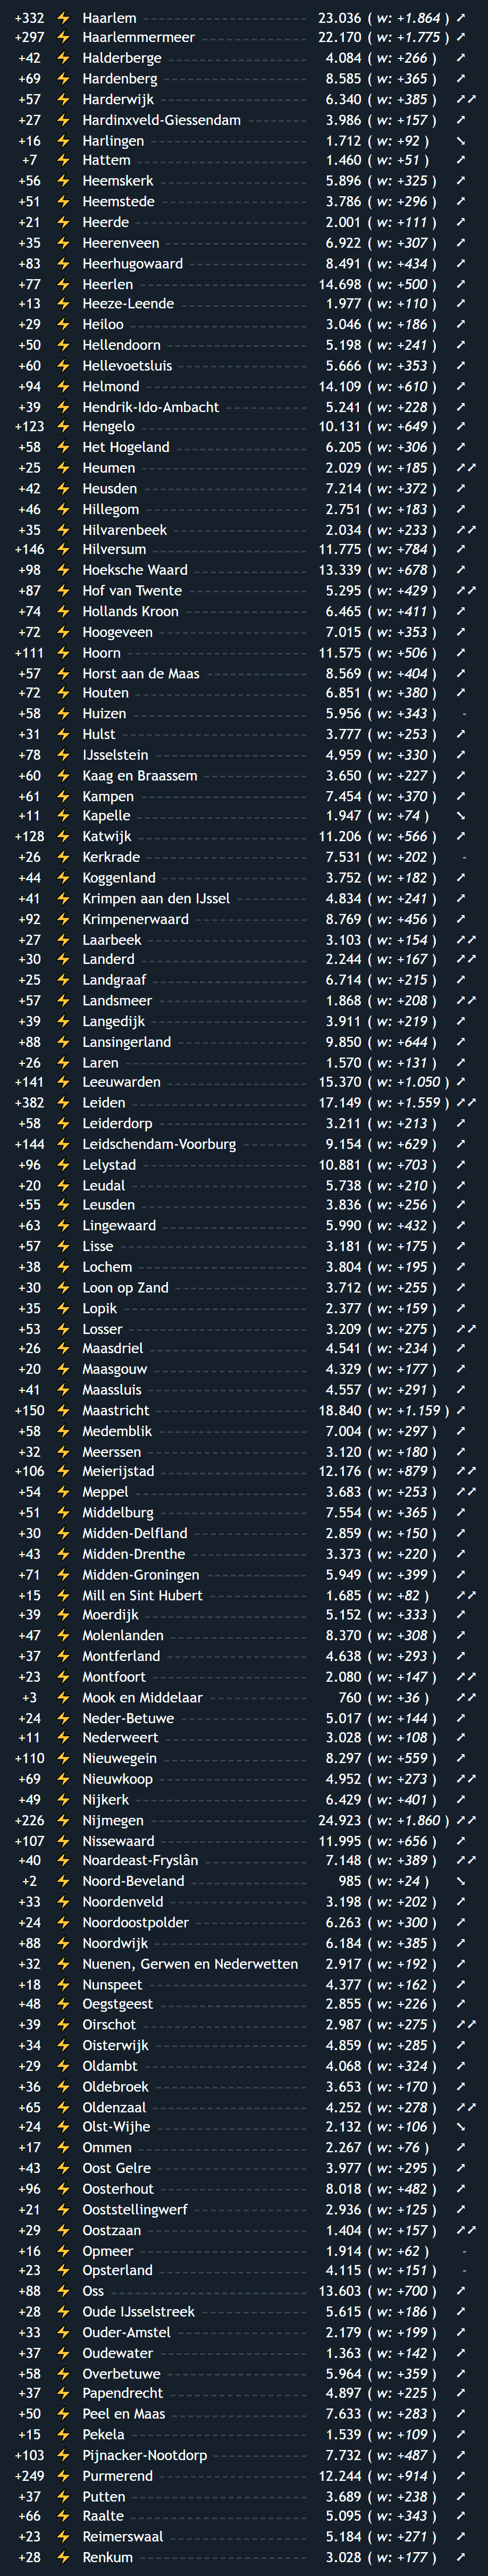 +332 ⚡ Haarlem 23.036 ( w: +1.864 ) ➚
+297 ⚡ Haarlemmermeer 22.170 ( w: +1.775 ) ➚
+42 ⚡ Halderberge 4.084 ( w: +266 ) ➚
+69 ⚡ Hardenberg 8.585 ( w: +365 ) ➚
+57 ⚡ Harderwijk 6.340 ( w: +385 ) ➚➚
+27 ⚡ Hardinxveld-Giessendam 3.986 ( w: +157 ) ➚
+16 ⚡ Harlingen 1.712 ( w: +92 ) ➘
+7 ⚡ Hattem 1.460 ( w: +51 ) ➚
+56 ⚡ Heemskerk 5.896 ( w: +325 ) ➚
+51 ⚡ Heemstede 3.786 ( w: +296 ) ➚
+21 ⚡ Heerde 2.001 ( w: +111 ) ➚
+35 ⚡ Heerenveen 6.922 ( w: +307 ) ➚
+83 ⚡ Heerhugowaard 8.491 ( w: +434 ) ➚
+77 ⚡ Heerlen 14.698 ( w: +500 ) ➚
+13 ⚡ Heeze-Leende 1.977 ( w: +110 ) ➚
+29 ⚡ Heiloo 3.046 ( w: +186 ) ➚
+50 ⚡ Hellendoorn 5.198 ( w: +241 ) ➚
+60 ⚡ Hellevoetsluis 5.666 ( w: +353 ) ➚
+94 ⚡ Helmond 14.109 ( w: +610 ) ➚
+39 ⚡ Hendrik-Ido-Ambacht 5.241 ( w: +228 ) ➚
+123 ⚡ Hengelo 10.131 ( w: +649 ) ➚
+58 ⚡ Het Hogeland 6.205 ( w: +306 ) ➚
+25 ⚡ Heumen 2.029 ( w: +185 ) ➚➚
+42 ⚡ Heusden 7.214 ( w: +372 ) ➚
+46 ⚡ Hillegom 2.751 ( w: +183 ) ➚
+35 ⚡ Hilvarenbeek 2.034 ( w: +233 ) ➚➚
+146 ⚡ Hilversum 11.775 ( w: +784 ) ➚
+98 ⚡ Hoeksche Waard 13.339 ( w: +678 ) ➚
+87 ⚡ Hof van Twente 5.295 ( w: +429 ) ➚➚
+74 ⚡ Hollands Kroon 6.465 ( w: +411 ) ➚
+72 ⚡ Hoogeveen 7.015 ( w: +353 ) ➚
+111 ⚡ Hoorn 11.575 ( w: +506 ) ➚
+57 ⚡ Horst aan de Maas 8.569 ( w: +404 ) ➚
+72 ⚡ Houten 6.851 ( w: +380 ) ➚
+58 ⚡ Huizen 5.956 ( w: +343 ) -
+31 ⚡ Hulst 3.777 ( w: +253 ) ➚
+78 ⚡ IJsselstein 4.959 ( w: +330 ) ➚
+60 ⚡ Kaag en Braassem 3.650 ( w: +227 ) ➚
+61 ⚡ Kampen 7.454 ( w: +370 ) ➚
+11 ⚡ Kapelle 1.947 ( w: +74 ) ➘
+128 ⚡ Katwijk 11.206 ( w: +566 ) ➚
+26 ⚡ Kerkrade 7.531 ( w: +202 ) -
+44 ⚡ Koggenland 3.752 ( w: +182 ) ➚
+41 ⚡ Krimpen aan den IJssel 4.834 ( w: +241 ) ➚
+92 ⚡ Krimpenerwaard 8.769 ( w: +456 ) ➚
+27 ⚡ Laarbeek 3.103 ( w: +154 ) ➚➚
+30 ⚡ Landerd 2.244 ( w: +167 ) ➚➚
+25 ⚡ Landgraaf 6.714 ( w: +215 ) ➚
+57 ⚡ Landsmeer 1.868 ( w: +208 ) ➚➚
+39 ⚡ Langedijk 3.911 ( w: +219 ) ➚
+88 ⚡ Lansingerland 9.850 ( w: +644 ) ➚
+26 ⚡ Laren 1.570 ( w: +131 ) ➚
+141 ⚡ Leeuwarden 15.370 ( w: +1.050 ) ➚
+382 ⚡ Leiden 17.149 ( w: +1.559 ) ➚➚
+58 ⚡ Leiderdorp 3.211 ( w: +213 ) ➚
+144 ⚡ Leidschendam-Voorburg 9.154 ( w: +629 ) ➚
+96 ⚡ Lelystad 10.881 ( w: +703 ) ➚
+20 ⚡ Leudal 5.738 ( w: +210 ) ➚
+55 ⚡ Leusden 3.836 ( w: +256 ) ➚
+63 ⚡ Lingewaard 5.990 ( w: +432 ) ➚
+57 ⚡ Lisse 3.181 ( w: +175 ) ➚
+38 ⚡ Lochem 3.804 ( w: +195 ) ➚
+30 ⚡ Loon op Zand 3.712 ( w: +255 ) ➚
+35 ⚡ Lopik 2.377 ( w: +159 ) ➚
+53 ⚡ Losser 3.209 ( w: +275 ) ➚➚
+26 ⚡ Maasdriel 4.541 ( w: +234 ) ➚
+20 ⚡ Maasgouw 4.329 ( w: +177 ) ➚
+41 ⚡ Maassluis 4.557 ( w: +291 ) ➚
+150 ⚡ Maastricht 18.840 ( w: +1.159 ) ➚
+58 ⚡ Medemblik 7.004 ( w: +297 ) ➚
+32 ⚡ Meerssen 3.120 ( w: +180 ) ➚
+106 ⚡ Meierijstad 12.176 ( w: +879 ) ➚➚
+54 ⚡ Meppel 3.683 ( w: +253 ) ➚➚
+51 ⚡ Middelburg 7.554 ( w: +365 ) ➚
+30 ⚡ Midden-Delfland 2.859 ( w: +150 ) ➚
+43 ⚡ Midden-Drenthe 3.373 ( w: +220 ) ➚
+71 ⚡ Midden-Groningen 5.949 ( w: +399 ) ➚
+15 ⚡ Mill en Sint Hubert 1.685 ( w: +82 ) ➚➚
+39 ⚡ Moerdijk 5.152 ( w: +333 ) ➚
+47 ⚡ Molenlanden 8.370 ( w: +308 ) ➚
+37 ⚡ Montferland 4.638 ( w: +293 ) ➚
+23 ⚡ Montfoort 2.080 ( w: +147 ) ➚➚
+3 ⚡ Mook en Middelaar 760 ( w: +36 ) ➚➚
+24 ⚡ Neder-Betuwe 5.017 ( w: +144 ) ➚
+11 ⚡ Nederweert 3.028 ( w: +108 ) ➚
+110 ⚡ Nieuwegein 8.297 ( w: +559 ) ➚
+69 ⚡ Nieuwkoop 4.952 ( w: +273 ) ➚➚
+49 ⚡ Nijkerk 6.429 ( w: +401 ) ➚
+226 ⚡ Nijmegen 24.923 ( w: +1.860 ) ➚➚
+107 ⚡ Nissewaard 11.995 ( w: +656 ) ➚
+40 ⚡ Noardeast-Fryslân 7.148 ( w: +389 ) ➚➚
+2 ⚡ Noord-Beveland 985 ( w: +24 ) ➘
+33 ⚡ Noordenveld 3.198 ( w: +202 ) ➚
+24 ⚡ Noordoostpolder 6.263 ( w: +300 ) ➚
+88 ⚡ Noordwijk 6.184 ( w: +385 ) ➚
+32 ⚡ Nuenen, Gerwen en Nederwetten 2.917 ( w: +192 ) ➚
+18 ⚡ Nunspeet 4.377 ( w: +162 ) ➚
+48 ⚡ Oegstgeest 2.855 ( w: +226 ) ➚
+39 ⚡ Oirschot 2.987 ( w: +275 ) ➚➚
+34 ⚡ Oisterwijk 4.859 ( w: +285 ) ➚
+29 ⚡ Oldambt 4.068 ( w: +324 ) ➚
+36 ⚡ Oldebroek 3.653 ( w: +170 ) ➚
+65 ⚡ Oldenzaal 4.252 ( w: +278 ) ➚➚
+24 ⚡ Olst-Wijhe 2.132 ( w: +106 ) ➘
+17 ⚡ Ommen 2.267 ( w: +76 ) ➚
+43 ⚡ Oost Gelre 3.977 ( w: +295 ) ➚
+96 ⚡ Oosterhout 8.018 ( w: +482 ) ➚
+21 ⚡ Ooststellingwerf 2.936 ( w: +125 ) ➚
+29 ⚡ Oostzaan 1.404 ( w: +157 ) ➚➚
+16 ⚡ Opmeer 1.914 ( w: +62 ) -
+23 ⚡ Opsterland 4.115 ( w: +151 ) -
+88 ⚡ Oss 13.603 ( w: +700 ) ➚
+28 ⚡ Oude IJsselstreek 5.615 ( w: +186 ) ➚
+33 ⚡ Ouder-Amstel 2.179 ( w: +199 ) ➚
+37 ⚡ Oudewater 1.363 ( w: +142 ) ➚
+58 ⚡ Overbetuwe 5.964 ( w: +359 ) ➚
+37 ⚡ Papendrecht 4.897 ( w: +225 ) ➚
+50 ⚡ Peel en Maas 7.633 ( w: +283 ) ➚
+15 ⚡ Pekela 1.539 ( w: +109 ) ➚
+103 ⚡ Pijnacker-Nootdorp 7.732 ( w: +487 ) ➚
+249 ⚡ Purmerend 12.244 ( w: +914 ) ➚
+37 ⚡ Putten 3.689 ( w: +238 ) ➚
+66 ⚡ Raalte 5.095 ( w: +343 ) ➚
+23 ⚡ Reimerswaal 5.184 ( w: +271 ) ➚
+28 ⚡ Renkum 3.028 ( w: +177 ) ➚